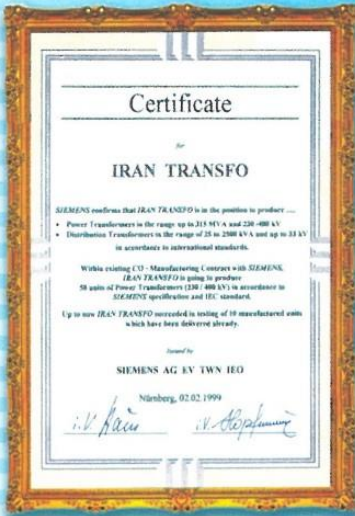 Certificate
for
IRAN TRANSFO
SIEMENS confirms that IRAN TRANSFO is in the position to produce ....
• Power Transformers in the range up to 315 MVA and 230-400 kV
• Distribution Transformers in the range of 25 to 2500 kVA and up to 33 kV
in accordance to international standards.
Within existing CO - Manufacturing Contract with SIEMENS,
IRAN TRANSFO is going to produce
50 units of Power Transformers (230 / 400 kV) in accordance to
SIEMENS specification and IEC standard.
Up to now IRAN TRANSFO succeeded in testing of 10 manufactured units
which have been delivered already.
Issued by
SIEMENS AG EV TWN IEO
Nürnberg, 02.02.1999
i.V.
i.V.